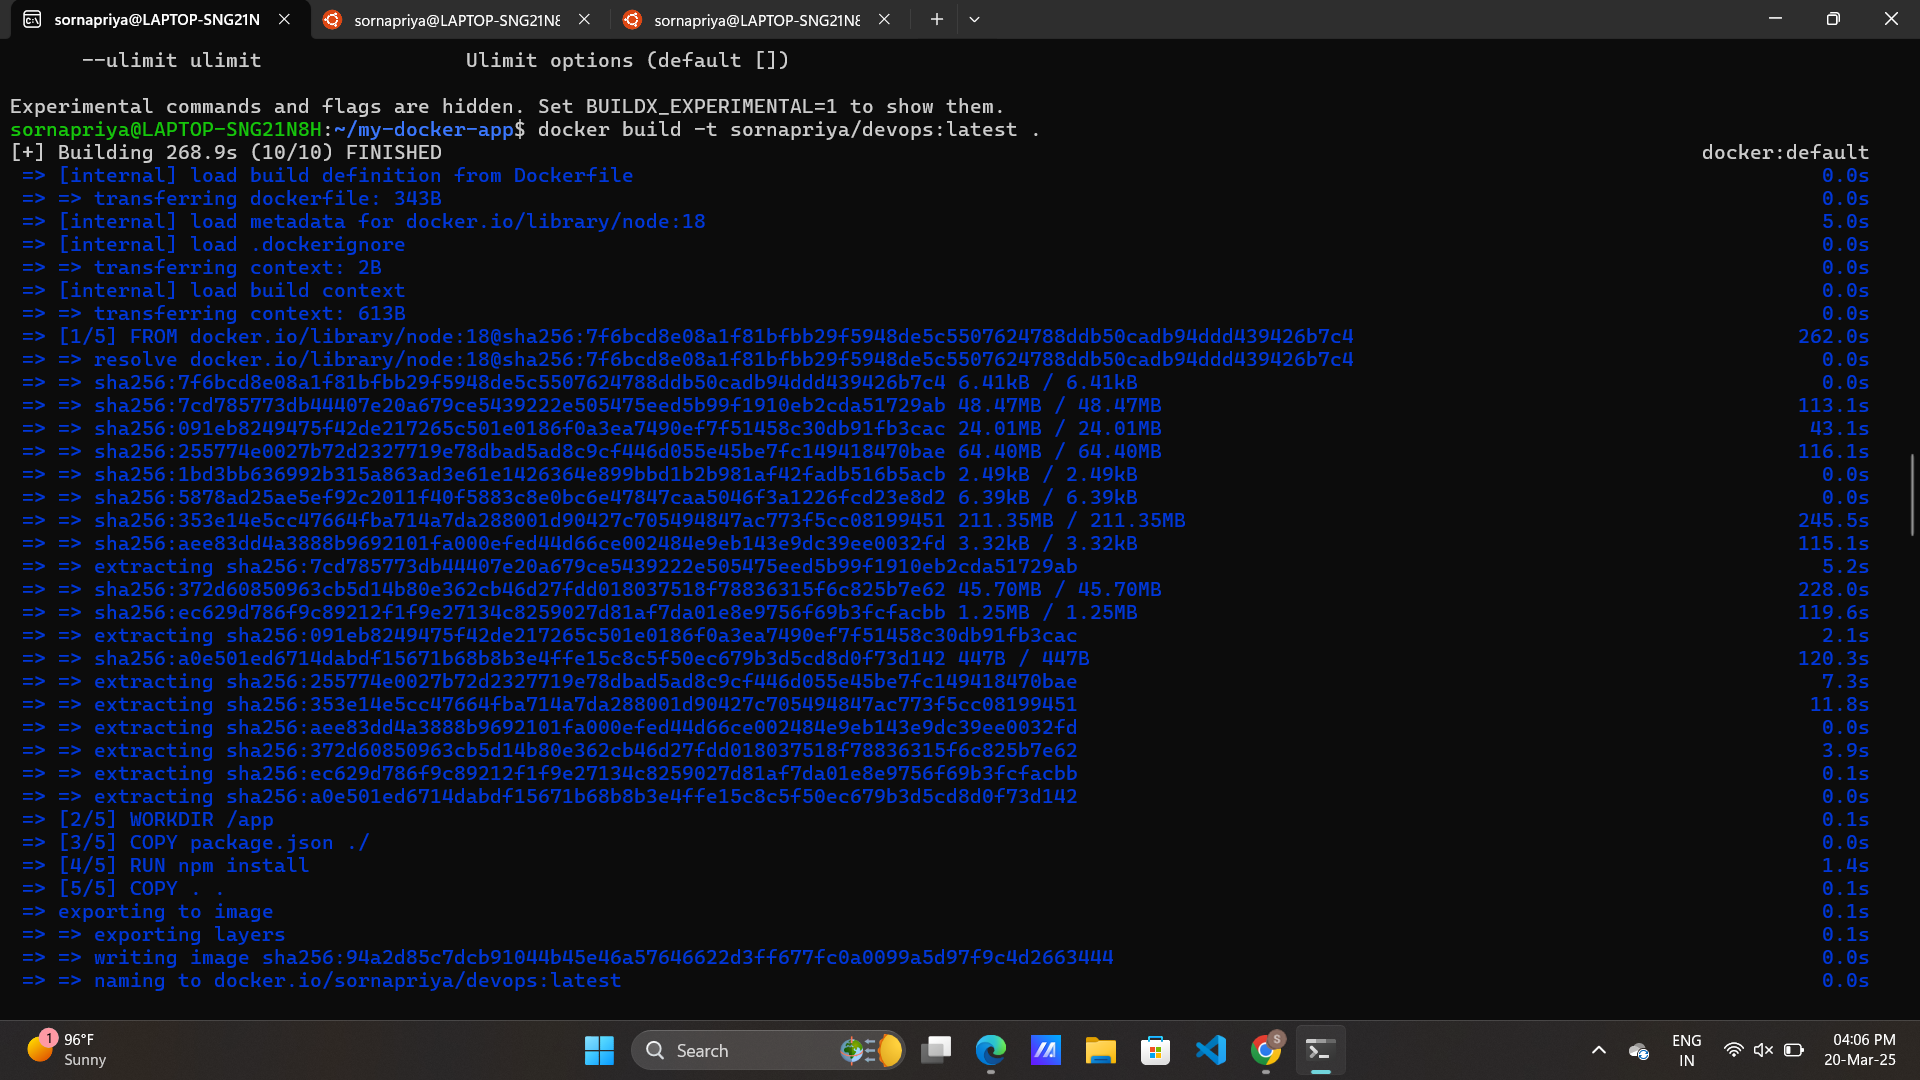 sornapriya@LAPTOP-SNG21N
sornapriya@LAPTOP-SNG21N8
sornapriya@LAPTOP-SNG21N8
--ulimit ulimit Ulimit options (default [])
Experimental commands and flags are hidden. Set BUILDX_EXPERIMENTAL=1 to show them.
sornapriya@LAPTOP-SNG21N8H:~/my-docker-app$ docker build -t sornapriya/devops:latest .
[+] Building 268.9s (10/10) FINISHED docker:default
=> [internal] load build definition from Dockerfile 0.0s
=> => transferring dockerfile: 343B 0.0s
=> [internal] load metadata for docker.io/library/node:18 5.0s
=> [internal] load .dockerignore 0.0s
=> => transferring context: 2B 0.0s
=> [internal] load build context 0.0s
=> => transferring context: 613B 0.0s
=> [1/5] FROM docker.io/library/node:18@sha256:7f6bcd8e08a1f81bfbb29f5948de5c5507624788ddb50cadb94ddd439426b7c4 262.0s
=> => resolve docker.io/library/node:18@sha256:7f6bcd8e08a1f81bfbb29f5948de5c5507624788ddb50cadb94ddd439426b7c4 0.0s
=> => sha256:7f6bcd8e08a1f81bfbb29f5948de5c5507624788ddb50cadb94ddd439426b7c4 6.41kB / 6.41kB 0.0s
=> => sha256:7cd785773db44407e20a679ce5439222e505475eed5b99f1910eb2cda51729ab 48.47MB / 48.47MB 113.1s
=> => sha256:091eb8249475f42de217265c501e0186f0a3ea7490ef7f51458c30db91fb3cac 24.01MB / 24.01MB 43.1s
=> => sha256:255774e0027b72d2327719e78dbad5ad8c9cf446d055e45be7fc149418470bae 64.40MB / 64.40MB 116.1s
=> => sha256:1bd3bb636992b315a863ad3e61e1426364e899bbd1b2b981af42fadb516b5acb 2.49kB / 2.49kB 0.0s
=> => sha256:5878ad25ae5ef92c2011f40f5883c8e0bc6e47847caa5046f3a1226fcd23e8d2 6.39kB / 6.39kB 0.0s
=> => sha256:353e14e5cc47664fba714a7da288001d90427c705494847ac773f5cc08199451 211.35MB / 211.35MB 245.5s
=> => sha256:aee83dd4a3888b9692101fa000efed44d66ce002484e9eb143e9dc39ee0032fd 3.32kB / 3.32kB 115.1s
=> => extracting sha256:7cd785773db44407e20a679ce5439222e505475eed5b99f1910eb2cda51729ab 5.2s
=> => sha256:372d60850963cb5d14b80e362cb46d27fdd018037518f78836315f6c825b7e62 45.70MB / 45.70MB 228.0s
=> => sha256:ec629d786f9c89212f1f9e27134c8259027d81af7da01e8e9756f69b3fcfacbb 1.25MB / 1.25MB 119.6s
=> => extracting sha256:091eb8249475f42de217265c501e0186f0a3ea7490ef7f51458c30db91fb3cac 2.1s
=> => sha256:a0e501ed6714dabdf15671b68b8b3e4ffe15c8c5f50ec679b3d5cd8d0f73d142 447B / 447B 120.3s
=> => extracting sha256:255774e0027b72d2327719e78dbad5ad8c9cf446d055e45be7fc149418470bae 7.3s
=> => extracting sha256:353e14e5cc47664fba714a7da288001d90427c705494847ac773f5cc08199451 11.8s
=> => extracting sha256:aee83dd4a3888b9692101fa000efed44d66ce002484e9eb143e9dc39ee0032fd 0.0s
=> => extracting sha256:372d60850963cb5d14b80e362cb46d27fdd018037518f78836315f6c825b7e62 3.9s
=> => extracting sha256:ec629d786f9c89212f1f9e27134c8259027d81af7da01e8e9756f69b3fcfacbb 0.1s
=> => extracting sha256:a0e501ed6714dabdf15671b68b8b3e4ffe15c8c5f50ec679b3d5cd8d0f73d142 0.0s
=> [2/5] WORKDIR /app 0.1s
=> [3/5] COPY package.json ./ 0.0s
=> [4/5] RUN npm install 1.4s
=> [5/5] COPY . . 0.1s
=> exporting to image 0.1s
=> => exporting layers 0.1s
=> => writing image sha256:94a2d85c7dcb91044b45e46a57646622d3ff677fc0a0099a5d97f9c4d2663444 0.0s
=> => naming to docker.io/sornapriya/devops:latest 0.0s
1
96°F
Sunny
Search
S
ENG
IN
04:06 PM
20-Mar-25